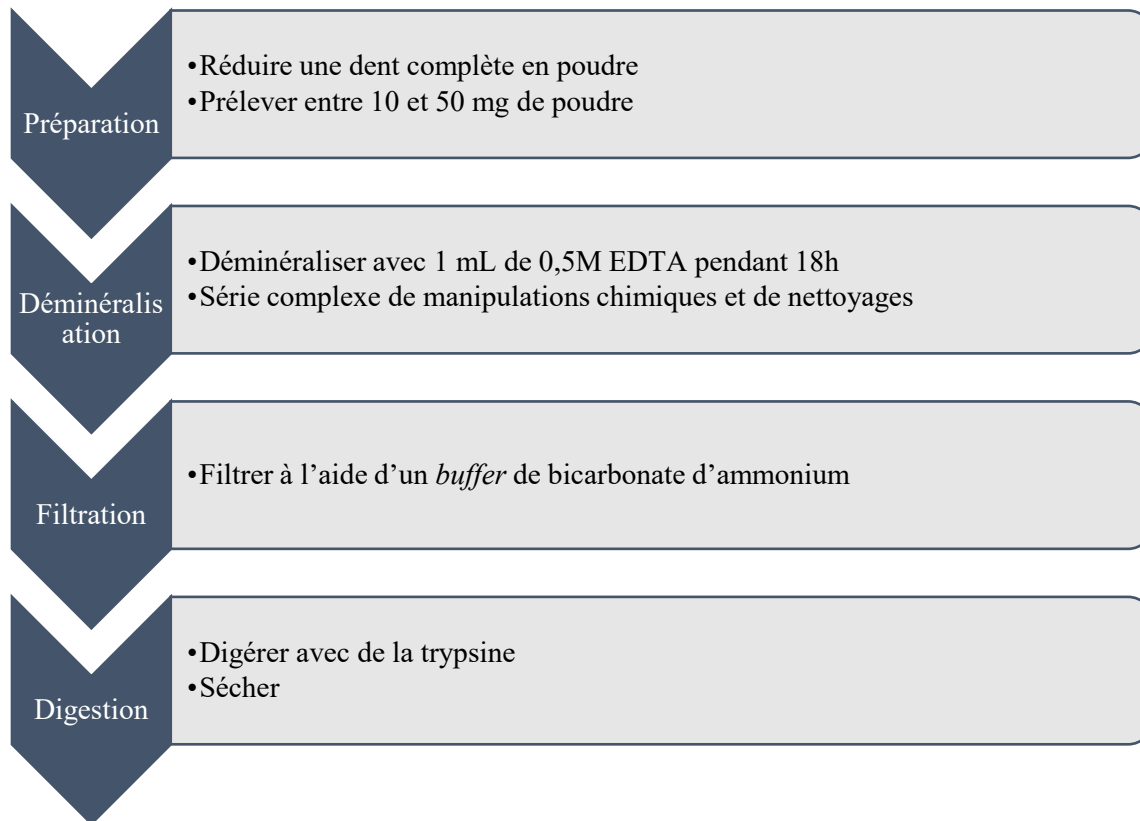 Préparation
•Réduire une dent complète en poudre
•Prélever entre 10 et 50 mg de poudre
Déminéralis
ation
•Déminéraliser avec 1 mL de 0,5M EDTA pendant 18h
•Série complexe de manipulations chimiques et de nettoyages
Filtration
•Filtrer à l’aide d’un buffer de bicarbonate d’ammonium
Digestion
•Digérer avec de la trypsine
•Sécher